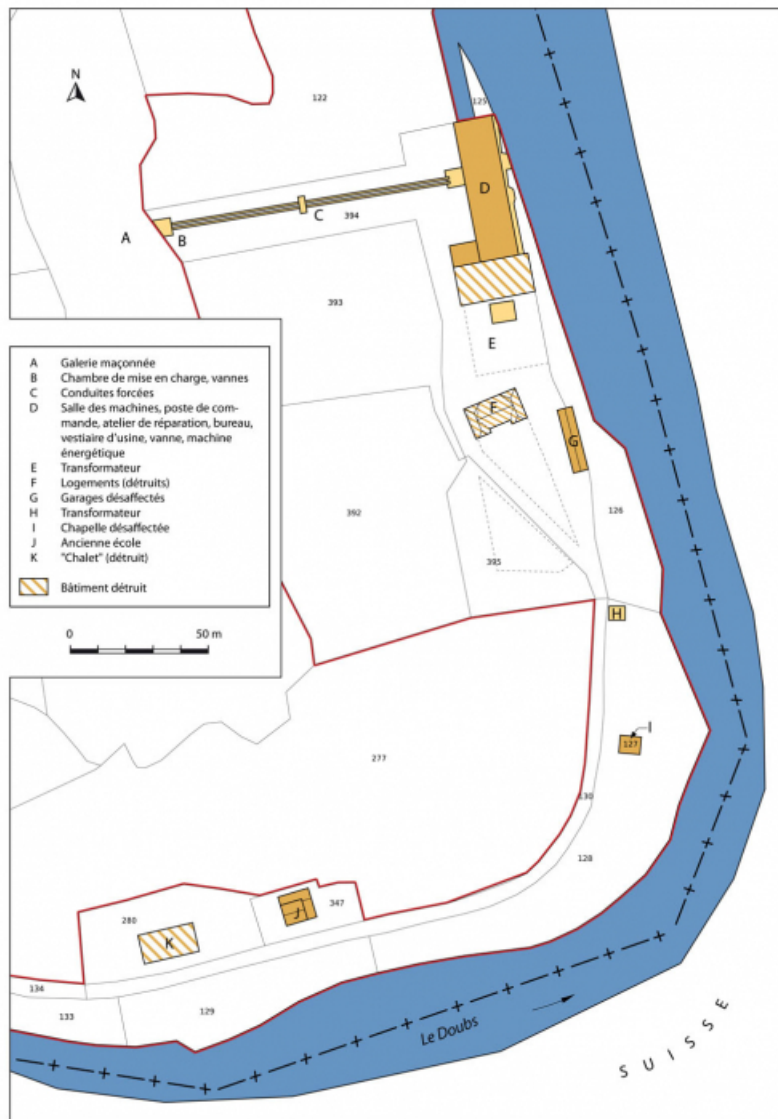 N
122
125
D
C
394
A
B
393
E
A Galerie maçonnée
B Chambre de mise en charge, vannes
C Conduites forcées
D Salle des machines, poste de com-
mande, atelier de réparation, bureau,
vestiaire d'usine, vanne, machine
énergétique
E Transformateur
F Logements (détruits)
G Garages désaffectés
H Transformateur
I Chapelle désaffectée
J Ancienne école
K "Chalet" (détruit)
Bâtiment détruit
0 50 m
F
G
392
126
395
H
I
127
277
130
128
280
347
J
K
134
133
129
Le Doubs
SUISSE